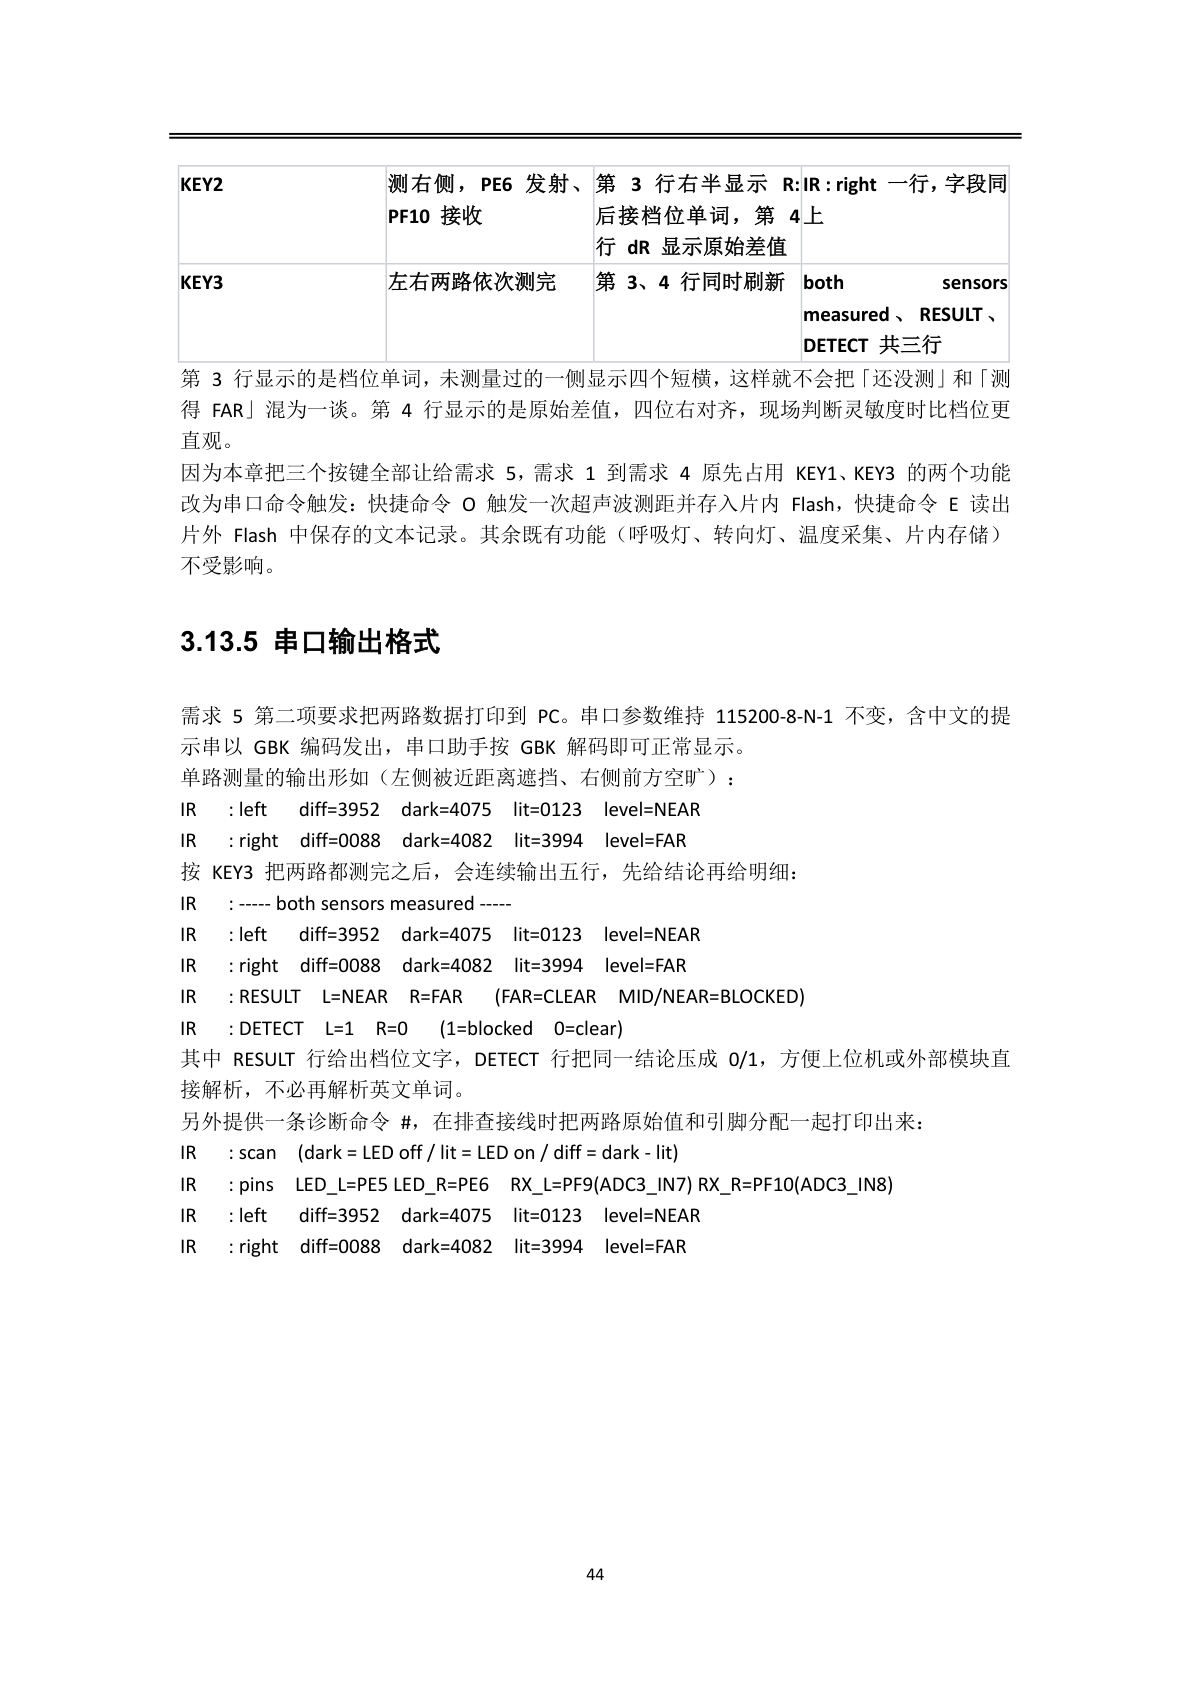 KEY2
测右侧，PE6 发射、
PF10 接收
第 3 行右半显示 R:
后接档位单词，第 4
行 dR 显示原始差值
IR : right 一行，字段同
上
KEY3
左右两路依次测完
第 3、4 行同时刷新
both sensors
measured、RESULT、
DETECT 共三行
第 3 行显示的是档位单词，未测量过的一侧显示四个短横，这样就不会把「还没测」和「测
得 FAR」混为一谈。第 4 行显示的是原始差值，四位右对齐，现场判断灵敏度时比档位更
直观。
因为本章把三个按键全部让给需求 5，需求 1 到需求 4 原先占用 KEY1、KEY3 的两个功能
改为串口命令触发：快捷命令 O 触发一次超声波测距并存入片内 Flash，快捷命令 E 读出
片外 Flash 中保存的文本记录。其余既有功能（呼吸灯、转向灯、温度采集、片内存储）
不受影响。
3.13.5 串口输出格式
需求 5 第二项要求把两路数据打印到 PC。串口参数维持 115200-8-N-1 不变，含中文的提
示串以 GBK 编码发出，串口助手按 GBK 解码即可正常显示。
单路测量的输出形如（左侧被近距离遮挡、右侧前方空旷）：
IR : left diff=3952 dark=4075 lit=0123 level=NEAR
IR : right diff=0088 dark=4082 lit=3994 level=FAR
按 KEY3 把两路都测完之后，会连续输出五行，先给结论再给明细：
IR : ----- both sensors measured -----
IR : left diff=3952 dark=4075 lit=0123 level=NEAR
IR : right diff=0088 dark=4082 lit=3994 level=FAR
IR : RESULT L=NEAR R=FAR (FAR=CLEAR MID/NEAR=BLOCKED)
IR : DETECT L=1 R=0 (1=blocked 0=clear)
其中 RESULT 行给出档位文字，DETECT 行把同一结论压成 0/1，方便上位机或外部模块直
接解析，不必再解析英文单词。
另外提供一条诊断命令 #，在排查接线时把两路原始值和引脚分配一起打印出来：
IR : scan (dark = LED off / lit = LED on / diff = dark - lit)
IR : pins LED_L=PE5 LED_R=PE6 RX_L=PF9(ADC3_IN7) RX_R=PF10(ADC3_IN8)
IR : left diff=3952 dark=4075 lit=0123 level=NEAR
IR : right diff=0088 dark=4082 lit=3994 level=FAR
44